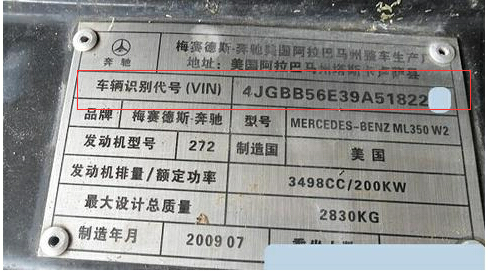 奔驰
梅赛德斯·奔驰美国阿拉巴马州轿车生产厂
地址: 美国阿拉巴马州塔斯卡
车辆识别代号(VIN) 4JGBB56E39A51822
品牌 梅赛德斯·奔驰 型号 MERCEDES-BENZ ML350 W2
发动机型号 272 制造国 美国
发动机排量/额定功率 3498CC/200KW
最大设计总质量 2830KG
制造年月 2009 07